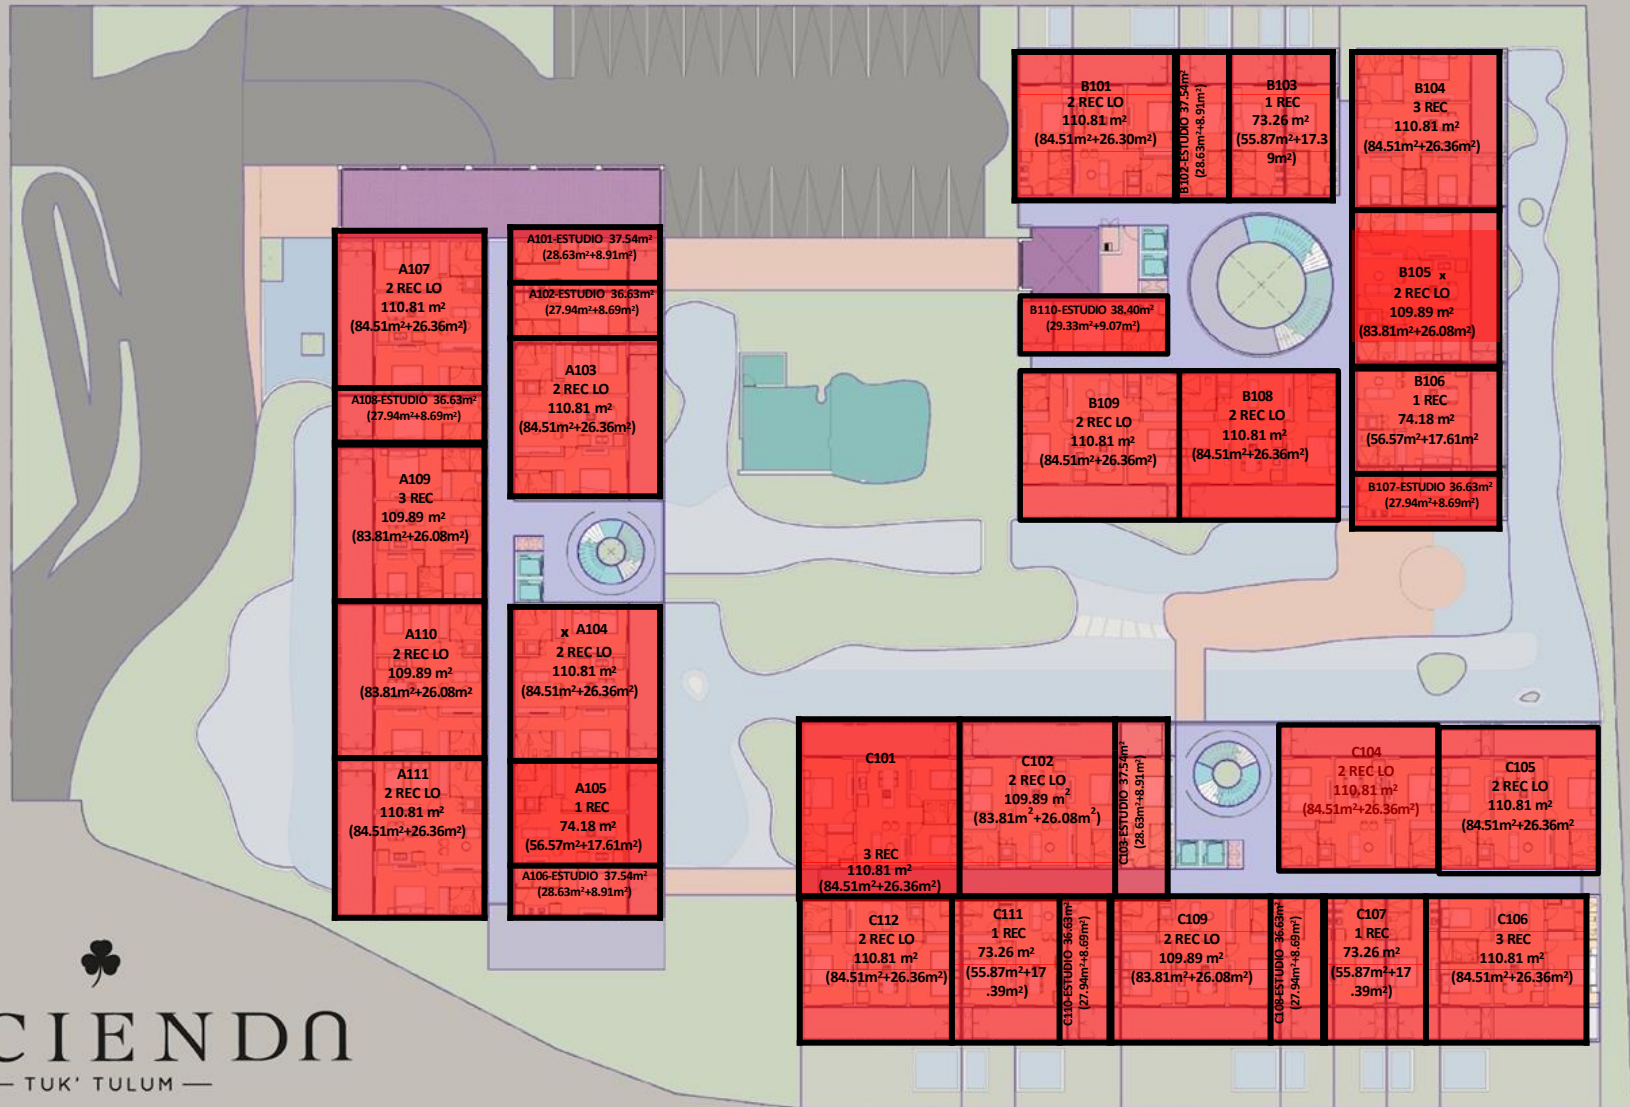 B101
2 REC LO
110.81 m²
(84.51m²+26.30m²)
B102-ESTUDIO 37.54m²
(28.63m²+8.91m²)
B103
1 REC
73.26 m²
(55.87m²+17.3
9m²)
B104
3 REC
110.81 m²
(84.51m²+26.36m²)
A107
2 REC LO
110.81 m²
(84.51m²+26.36m²)
A101-ESTUDIO 37.54m²
(28.63m²+8.91m²)
A102-ESTUDIO 36.63m²
(27.94m²+8.69m²)
B105 x
2 REC LO
109.89 m²
(83.81m²+26.08m²)
B110-ESTUDIO 38.40m²
(29.33m²+9.07m²)
A103
2 REC LO
110.81 m²
(84.51m²+26.36m²)
A108-ESTUDIO 36.63m²
(27.94m²+8.69m²)
B109
2 REC LO
110.81 m²
(84.51m²+26.36m²)
B108
2 REC LO
110.81 m²
(84.51m²+26.36m²)
B106
1 REC
74.18 m²
(56.57m²+17.61m²
B107-ESTUDIO 36.63m²
(27.94m²+8.69m²)
A109
3 REC
109.89 m²
(83.81m²+26.08m²)
A110
2 REC LO
109.89 m²
(83.81m²+26.08m²
x A104
2 REC LO
110.81 m²
(84.51m²+26.36m²)
A111
2 REC LO
110.81 m²
(84.51m²+26.36m²)
A105
1 REC
74.18 m²
(56.57m²+17.61m²)
A106-ESTUDIO 37.54m²
(28.63m²+8.91m²)
C101
3 REC
110.81 m²
(84.51m²+26.36m²)
C102
2 REC LO
109.89 m²
(83.81m²+26.08m²)
C103-ESTUDIO 37.54m²
(28.63m²+8.91m²)
C104
2 REC LO
110.81 m²
(84.51m²+26.36m²)
C105
2 REC LO
110.81 m²
(84.51m²+26.36m²
C112
2 REC LO
110.81 m²
(84.51m²+26.36m²)
C111
1 REC
73.26 m²
(55.87m²+17
.39m²)
C110-ESTUDIO 36.63m²
(27.94m²+8.69m²)
C109
2 REC LO
109.89 m²
(83.81m²+26.08m²)
C108-ESTUDIO 36.63m²
(27.94m²+8.69m²)
C107
1 REC
73.26 m²
(55.87m²+17
.39m²)
C106
3 REC
110.81 m²
(84.51m²+26.36m²)
CIENDA
TUK' TULUM